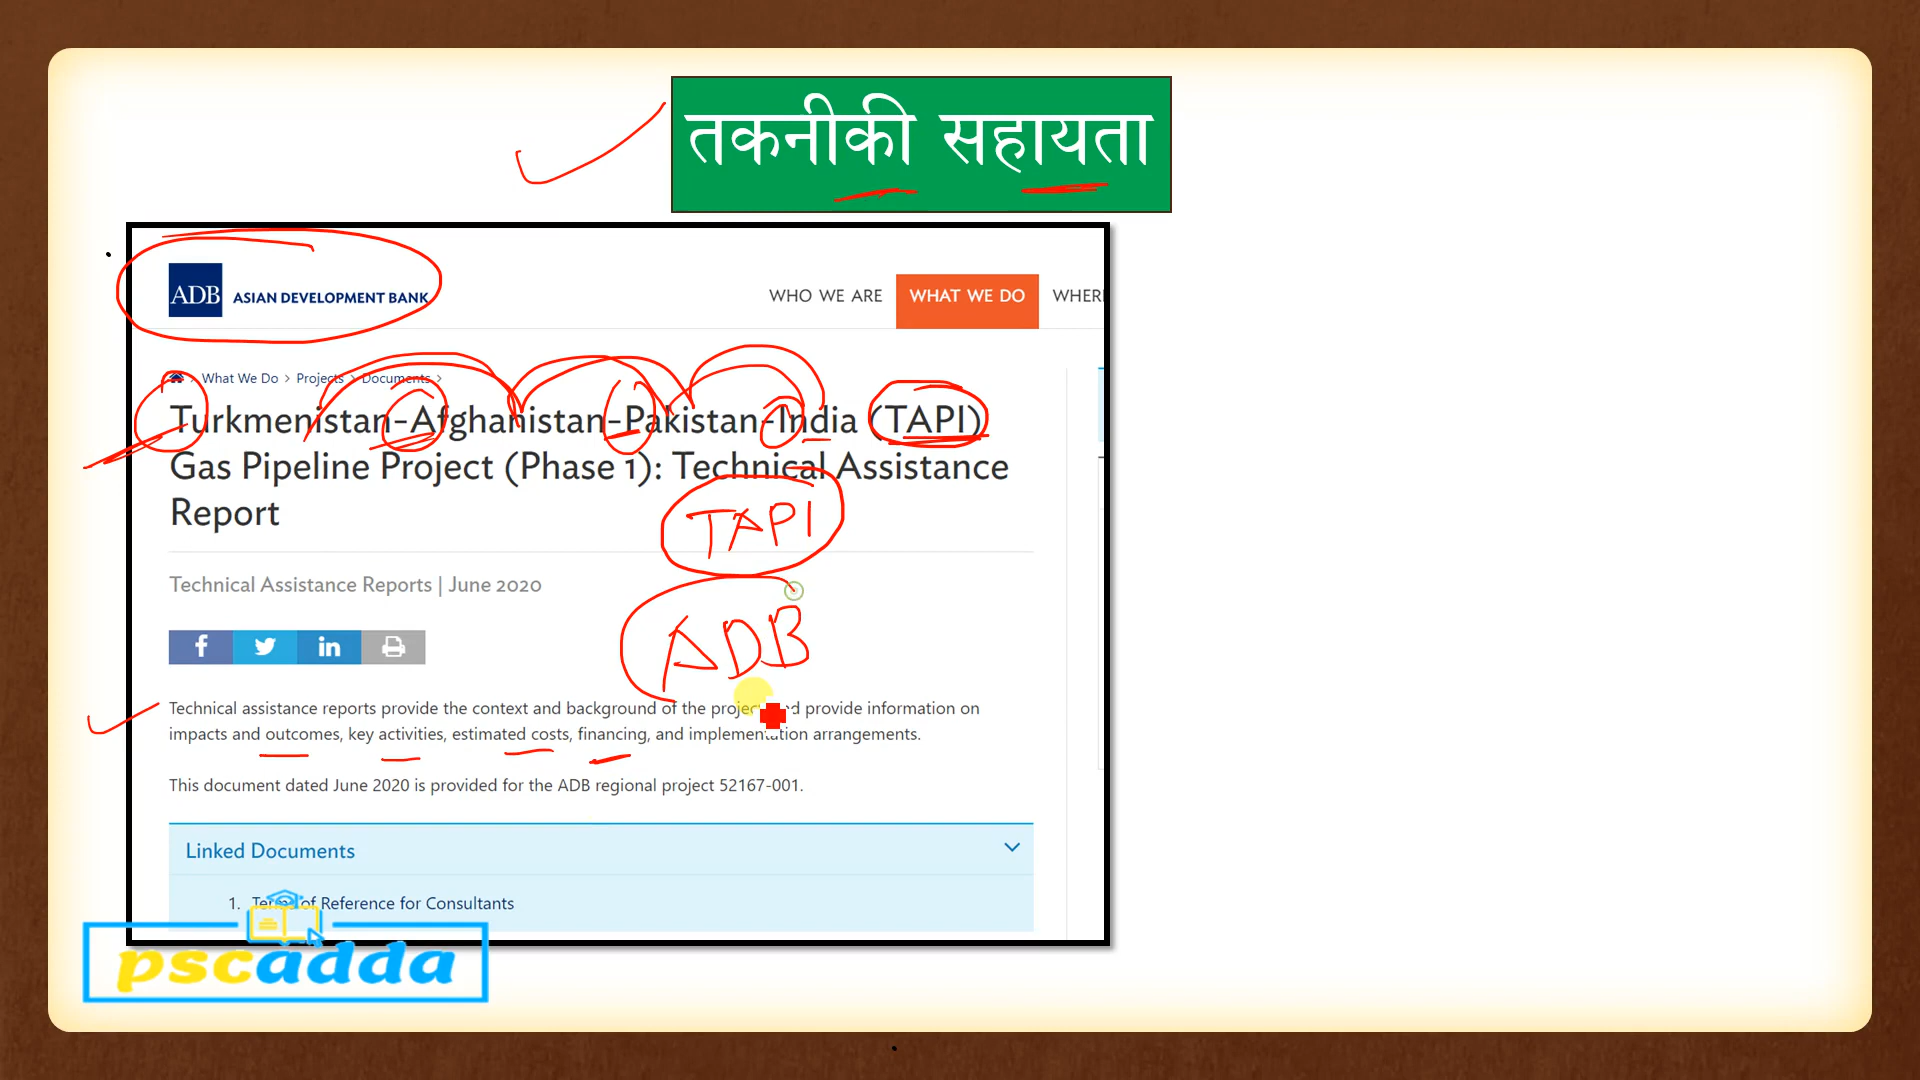 तकनीकी सहायता
ADB ASIAN DEVELOPMENT BANK
WHO WE ARE WHAT WE DO WHERE
What We Do > Projects > Documents >
Turkmenistan-Afghanistan-Pakistan-India (TAPI)
Gas Pipeline Project (Phase 1): Technical Assistance
Report
TAPI
Technical Assistance Reports | June 2020
ADB
Technical assistance reports provide the context and background of the project and provide information on
impacts and outcomes, key activities, estimated costs, financing, and implementation arrangements.
This document dated June 2020 is provided for the ADB regional project 52167-001.
Linked Documents
1. Terms of Reference for Consultants
pscadda